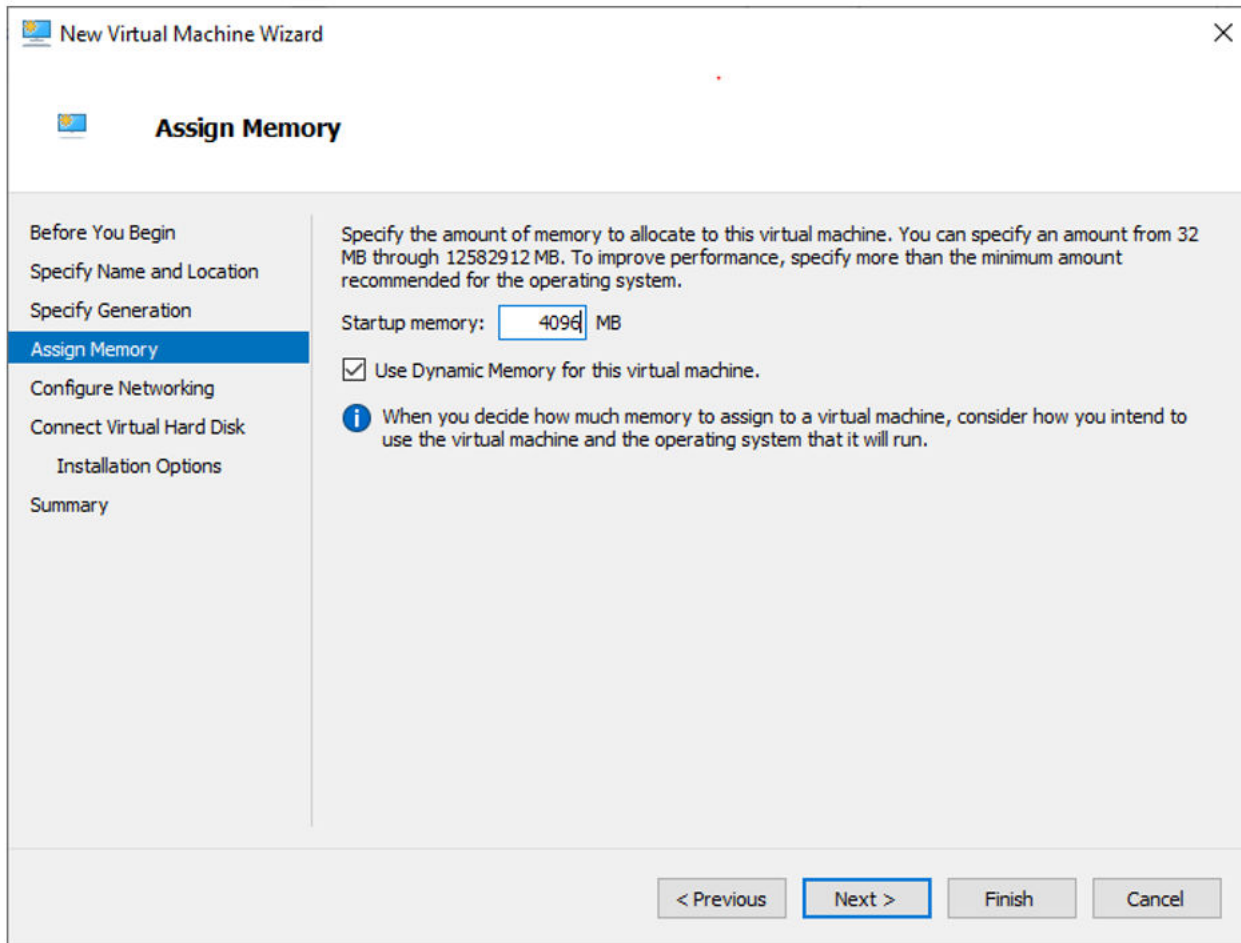 New Virtual Machine Wizard
Assign Memory
Before You Begin
Specify Name and Location
Specify Generation
Assign Memory
Configure Networking
Connect Virtual Hard Disk
Installation Options
Summary
Specify the amount of memory to allocate to this virtual machine. You can specify an amount from 32
MB through 12582912 MB. To improve performance, specify more than the minimum amount
recommended for the operating system.
Startup memory: 4096 MB
Use Dynamic Memory for this virtual machine.
When you decide how much memory to assign to a virtual machine, consider how you intend to
use the virtual machine and the operating system that it will run.
< Previous Next > Finish Cancel